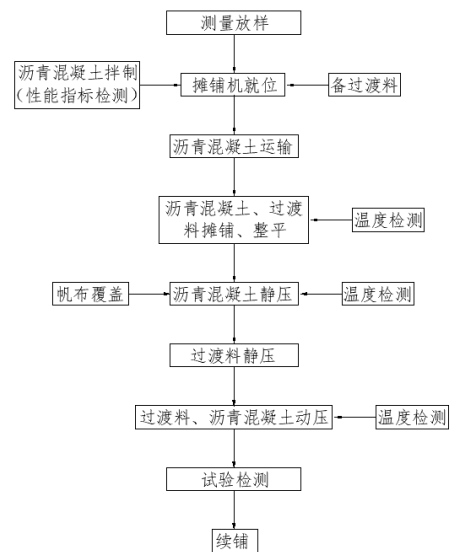 测量放样
沥青混凝土拌制
(性能指标检测)
摊铺机就位
备过渡料
沥青混凝土运输
沥青混凝土、过渡
料摊铺、整平
温度检测
帆布覆盖
沥青混凝土静压
温度检测
过渡料静压
过渡料、沥青混凝土动压
温度检测
试验检测
续铺